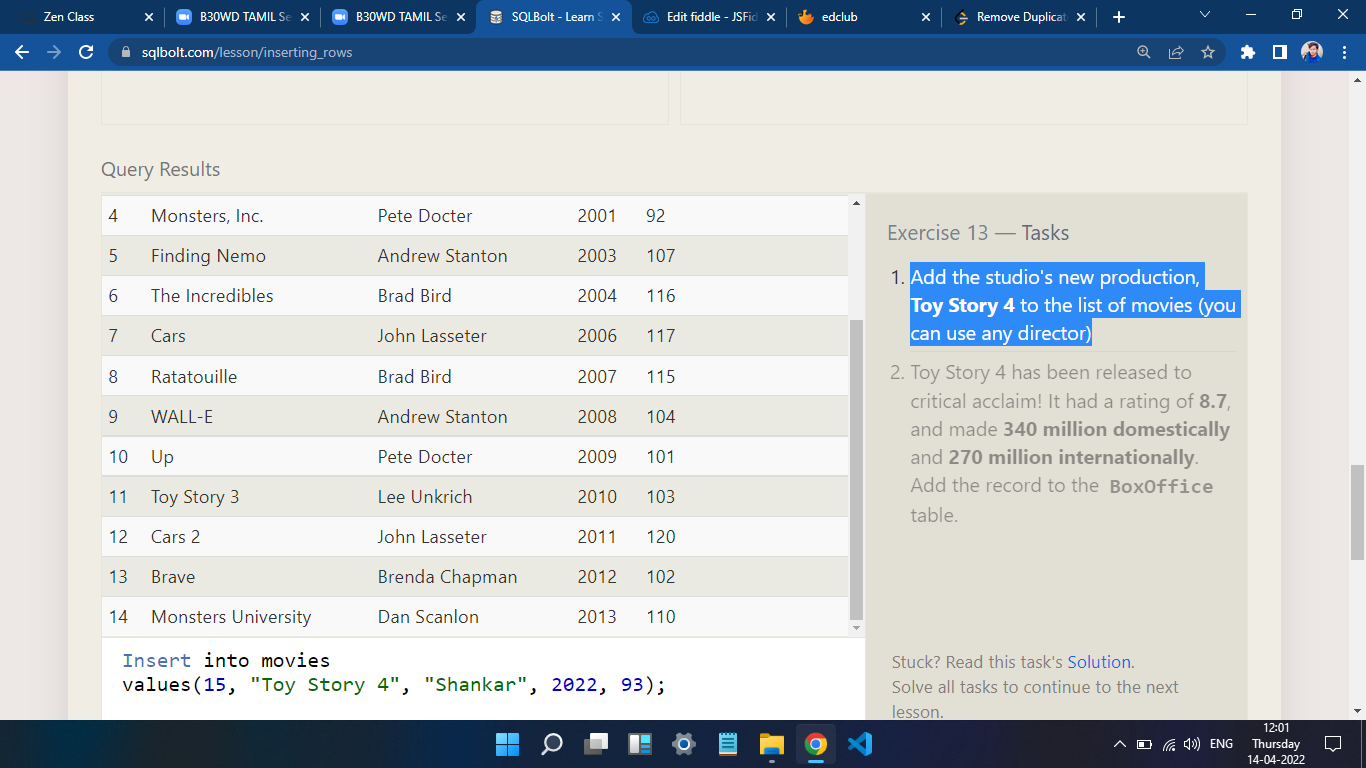 Zen Class
B30WD TAMIL Se
B30WD TAMIL Se
SQLBolt - Learn S
Edit fiddle - JSFid
edclub
Remove Duplicat
sqlbolt.com/lesson/inserting_rows
Query Results
4 Monsters, Inc. Pete Docter 2001 92
5 Finding Nemo Andrew Stanton 2003 107
6 The Incredibles Brad Bird 2004 116
7 Cars John Lasseter 2006 117
8 Ratatouille Brad Bird 2007 115
9 WALL-E Andrew Stanton 2008 104
10 Up Pete Docter 2009 101
11 Toy Story 3 Lee Unkrich 2010 103
12 Cars 2 John Lasseter 2011 120
13 Brave Brenda Chapman 2012 102
14 Monsters University Dan Scanlon 2013 110
Insert into movies
values(15, "Toy Story 4", "Shankar", 2022, 93);
Exercise 13 — Tasks
1. Add the studio's new production,
Toy Story 4 to the list of movies (you
can use any director)
2. Toy Story 4 has been released to
critical acclaim! It had a rating of 8.7,
and made 340 million domestically
and 270 million internationally.
Add the record to the BoxOffice
table.
Stuck? Read this task's Solution.
Solve all tasks to continue to the next
lesson.
ENG
12:01
Thursday
14-04-2022